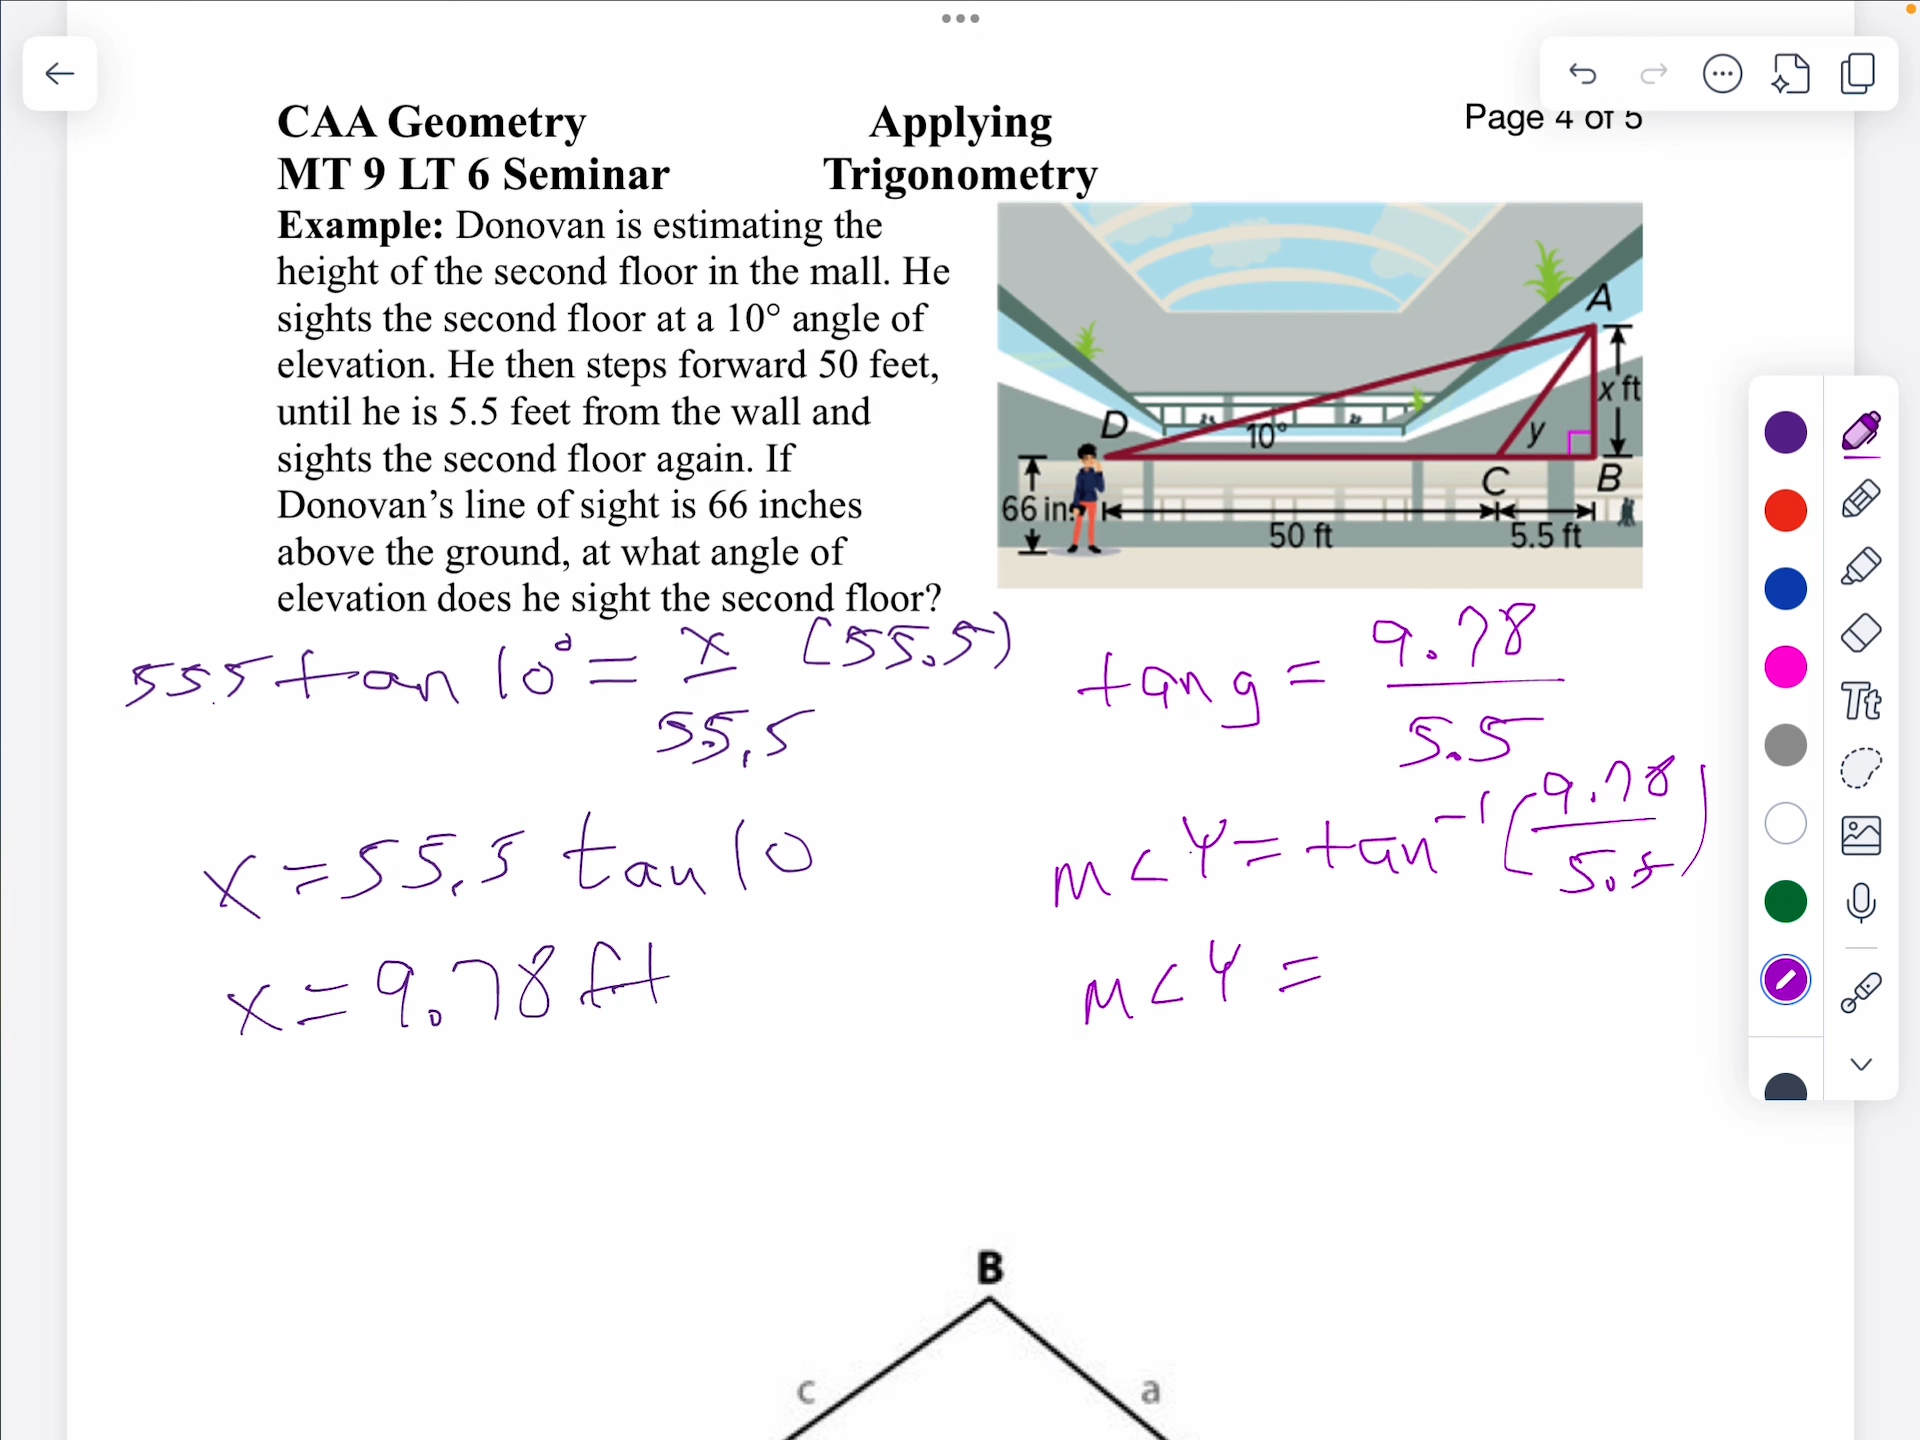 CAA Geometry
MT 9 LT 6 Seminar
Applying
Trigonometry
Page 4 of 5
Example: Donovan is estimating the
height of the second floor in the mall. He
sights the second floor at a 10° angle of
elevation. He then steps forward 50 feet,
until he is 5.5 feet from the wall and
sights the second floor again. If
Donovan's line of sight is 66 inches
above the ground, at what angle of
elevation does he sight the second floor?
A
x ft
D
10°
y
C
B
66 in.
50 ft
5.5 ft
55.5 tan 10° = x/55.5 (55.5)
x = 55.5 tan 10
x = 9.78 ft
tan y = 9.78/5.5
m<Y = tan⁻¹(9.78/5.5)
m<Y =
Tt
B
c
a